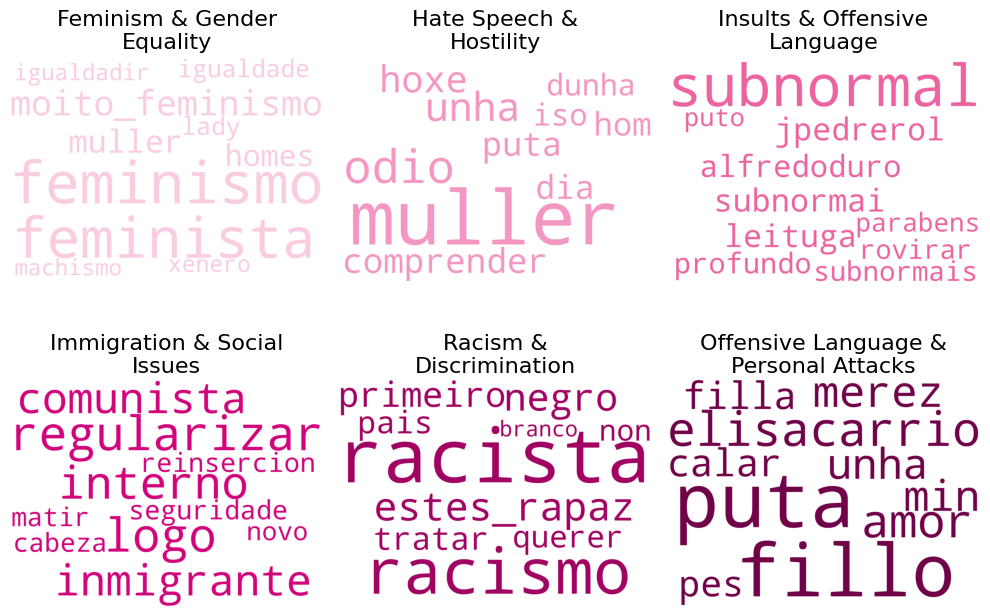 Feminism & Gender
Equality
igualdadir igualdade
moito_feminismo
lady
muller
homes
feminismo
feminista
machismo xenero
Hate Speech &
Hostility
hoxe dunha
unha iso hom
puta
odio
dia
muller
comprender
Insults & Offensive
Language
subnormal
puto jpedrerol
alfredoduro
subnormai
parabens
leituga rovirar
profundo subnormais
Immigration & Social
Issues
comunista
regularizar
reinsercion
interno
matir seguridade
cabeza logo novo
inmigrante
Racism &
Discrimination
primeiro negro
pais branco non
racista
estes_rapaz
tratar querer
racismo
Offensive Language &
Personal Attacks
filla merez
elisacarrio
calar unha
puta min
amor
pes fillo